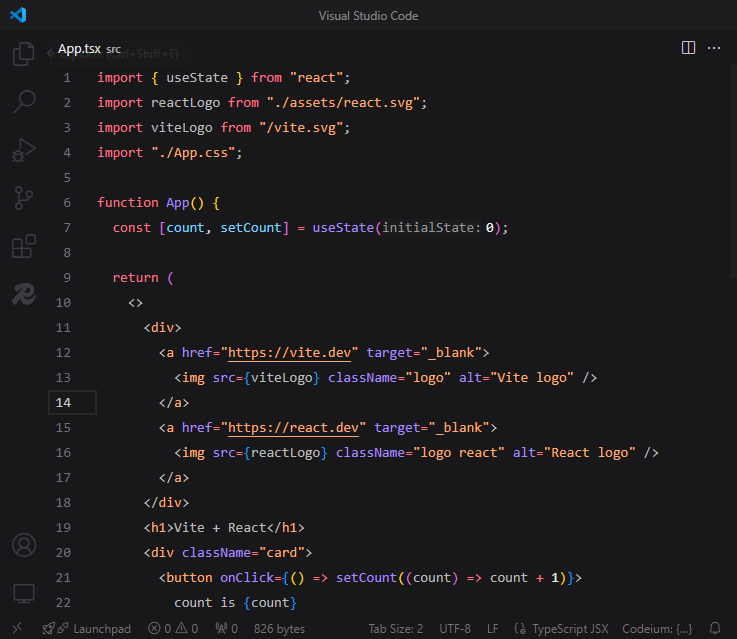 Visual Studio Code
App.tsx src
Explorer (Ctrl+Shift+E)
1 import { useState } from "react";
2 import reactLogo from "./assets/react.svg";
3 import viteLogo from "/vite.svg";
4 import "./App.css";
5
6 function App() {
7 const [count, setCount] = useState(initialState: 0);
8
9 return (
10 <>
11 <div>
12 <a href="https://vite.dev" target="_blank">
13 <img src={viteLogo} className="logo" alt="Vite logo" />
14 </a>
15 <a href="https://react.dev" target="_blank">
16 <img src={reactLogo} className="logo react" alt="React logo" />
17 </a>
18 </div>
19 <h1>Vite + React</h1>
20 <div className="card">
21 <button onClick={() => setCount((count) => count + 1)}>
22 count is {count}
Launchpad 0 0 0 826 bytes Tab Size: 2 UTF-8 LF {} TypeScript JSX Codeium: {...}